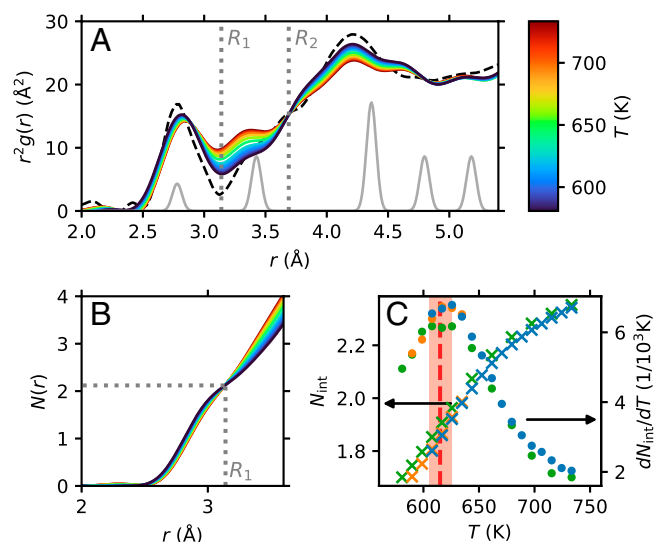 A
R₁
R₂
r²g(r) (Å²)
30
20
10
0
2.0 2.5 3.0 3.5 4.0 4.5 5.0
r (Å)
700
650
600
T (K)
B
N(r)
4
3
2
1
0
R₁
2 3
r (Å)
C
N_int
2.2
2.0
1.8
600 650 700 750
T (K)
6
4
2
dN_int/dT (1/10³K)